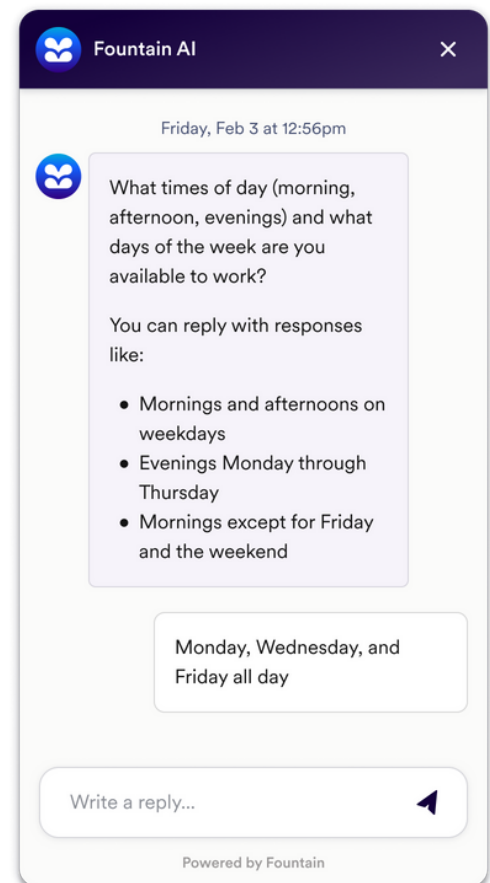 Fountain AI
Friday, Feb 3 at 12:56pm
What times of day (morning,
afternoon, evenings) and what
days of the week are you
available to work?
You can reply with responses
like:
• Mornings and afternoons on
weekdays
• Evenings Monday through
Thursday
• Mornings except for Friday
and the weekend
Monday, Wednesday, and
Friday all day
Write a reply...
Powered by Fountain